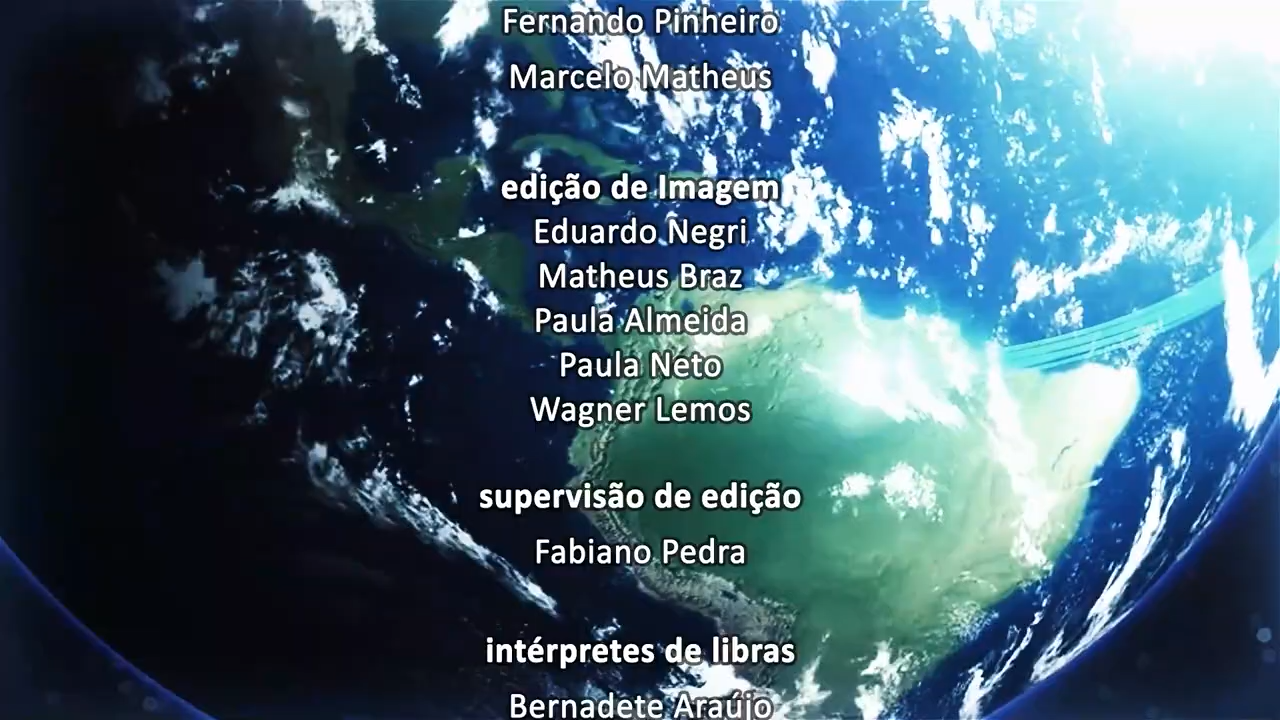 Fernando Pinheiro
Marcelo Matheus
edição de Imagem
Eduardo Negri
Matheus Braz
Paula Almeida
Paula Neto
Wagner Lemos
supervisão de edição
Fabiano Pedra
intérpretes de libras
Bernadete Araújo